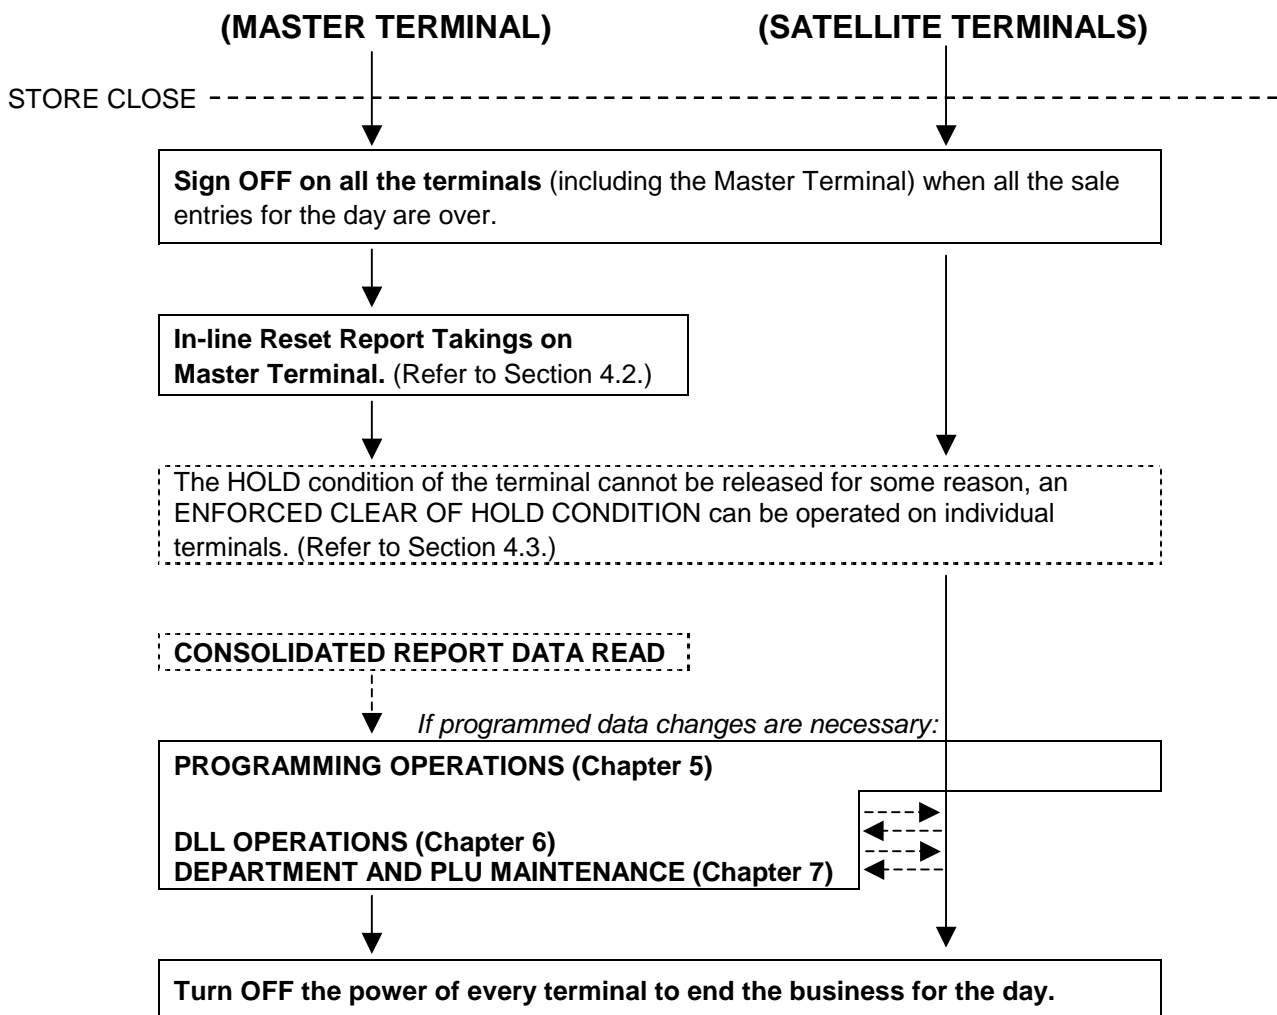 (MASTER TERMINAL) (SATELLITE TERMINALS)
STORE CLOSE
Sign OFF on all the terminals (including the Master Terminal) when all the sale
entries for the day are over.
In-line Reset Report Takings on
Master Terminal. (Refer to Section 4.2.)
The HOLD condition of the terminal cannot be released for some reason, an
ENFORCED CLEAR OF HOLD CONDITION can be operated on individual
terminals. (Refer to Section 4.3.)
CONSOLIDATED REPORT DATA READ
If programmed data changes are necessary:
PROGRAMMING OPERATIONS (Chapter 5)
DLL OPERATIONS (Chapter 6)
DEPARTMENT AND PLU MAINTENANCE (Chapter 7)
Turn OFF the power of every terminal to end the business for the day.